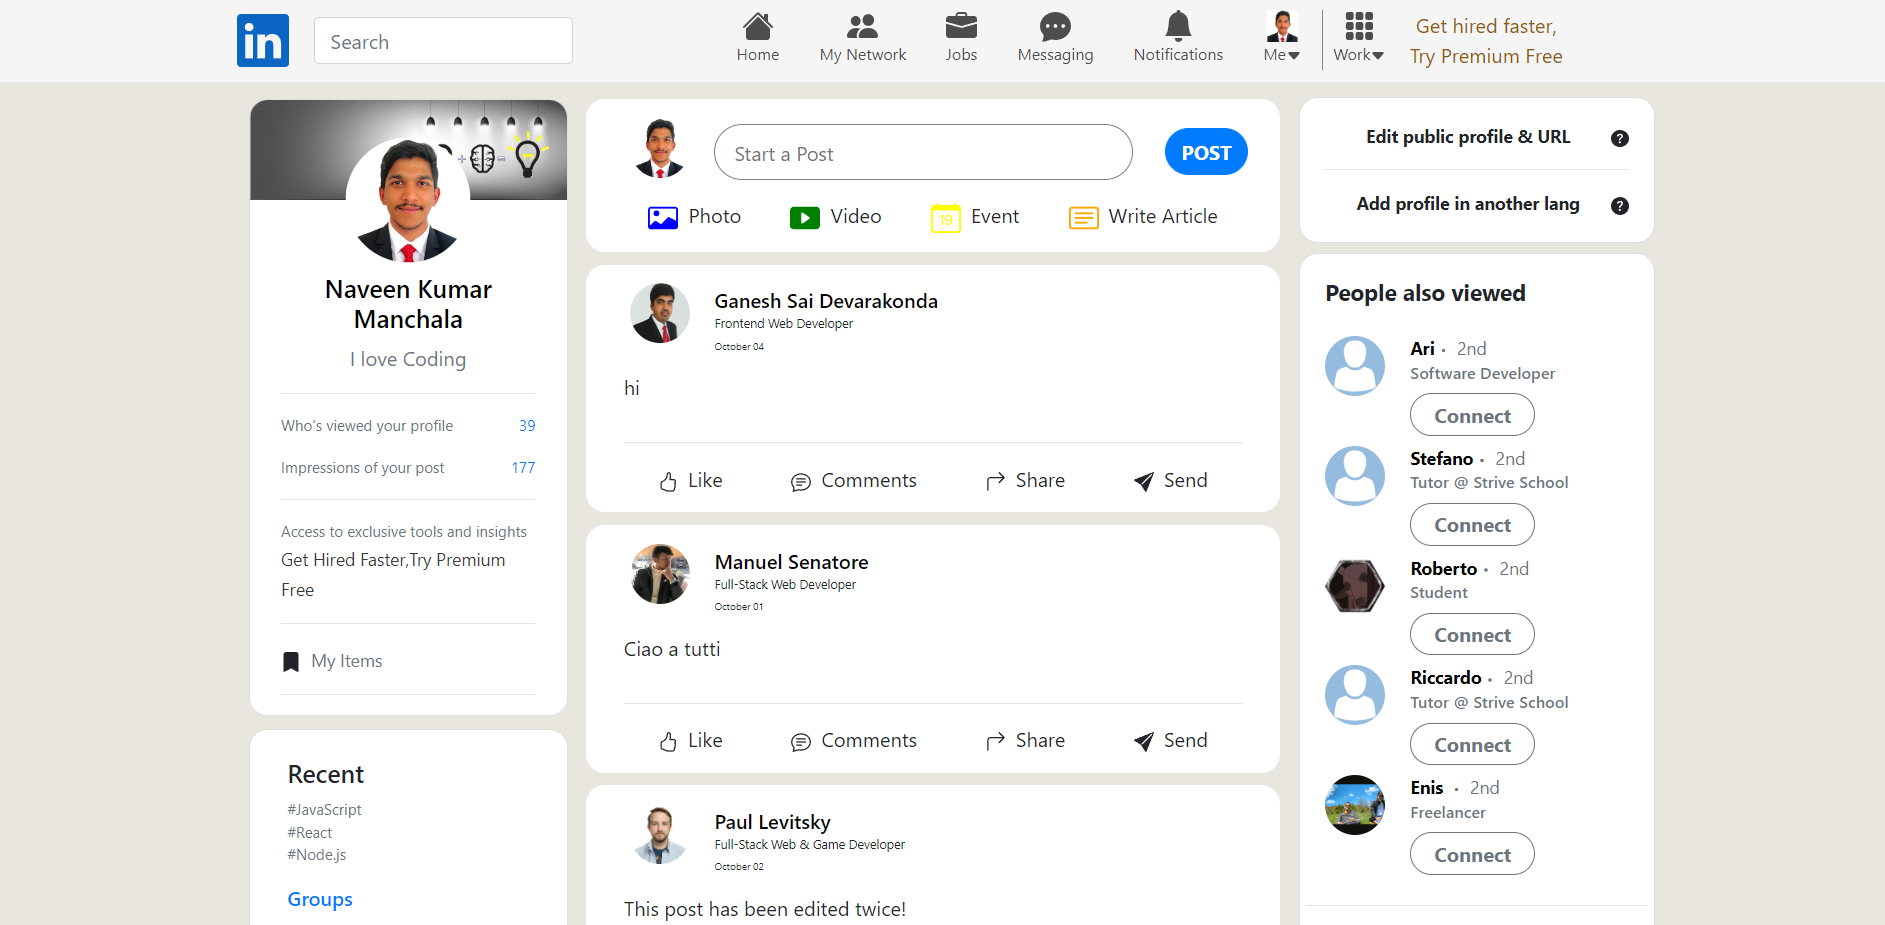 in
Search
Home
My Network
Jobs
Messaging
Notifications
Me
Work
Get hired faster,
Try Premium Free
Naveen Kumar
Manchala
I love Coding
Who's viewed your profile 39
Impressions of your post 177
Access to exclusive tools and insights
Get Hired Faster,Try Premium
Free
My Items
Recent
#JavaScript
#React
#Node.js
Groups
Start a Post
POST
Photo
Video
19
Event
Write Article
Ganesh Sai Devarakonda
Frontend Web Developer
October 04
hi
Like
Comments
Share
Send
Manuel Senatore
Full-Stack Web Developer
October 01
Ciao a tutti
Like
Comments
Share
Send
Paul Levitsky
Full-Stack Web & Game Developer
October 02
This post has been edited twice!
Edit public profile & URL
Add profile in another lang
People also viewed
Ari • 2nd
Software Developer
Connect
Stefano • 2nd
Tutor @ Strive School
Connect
Roberto • 2nd
Student
Connect
Riccardo • 2nd
Tutor @ Strive School
Connect
Enis • 2nd
Freelancer
Connect